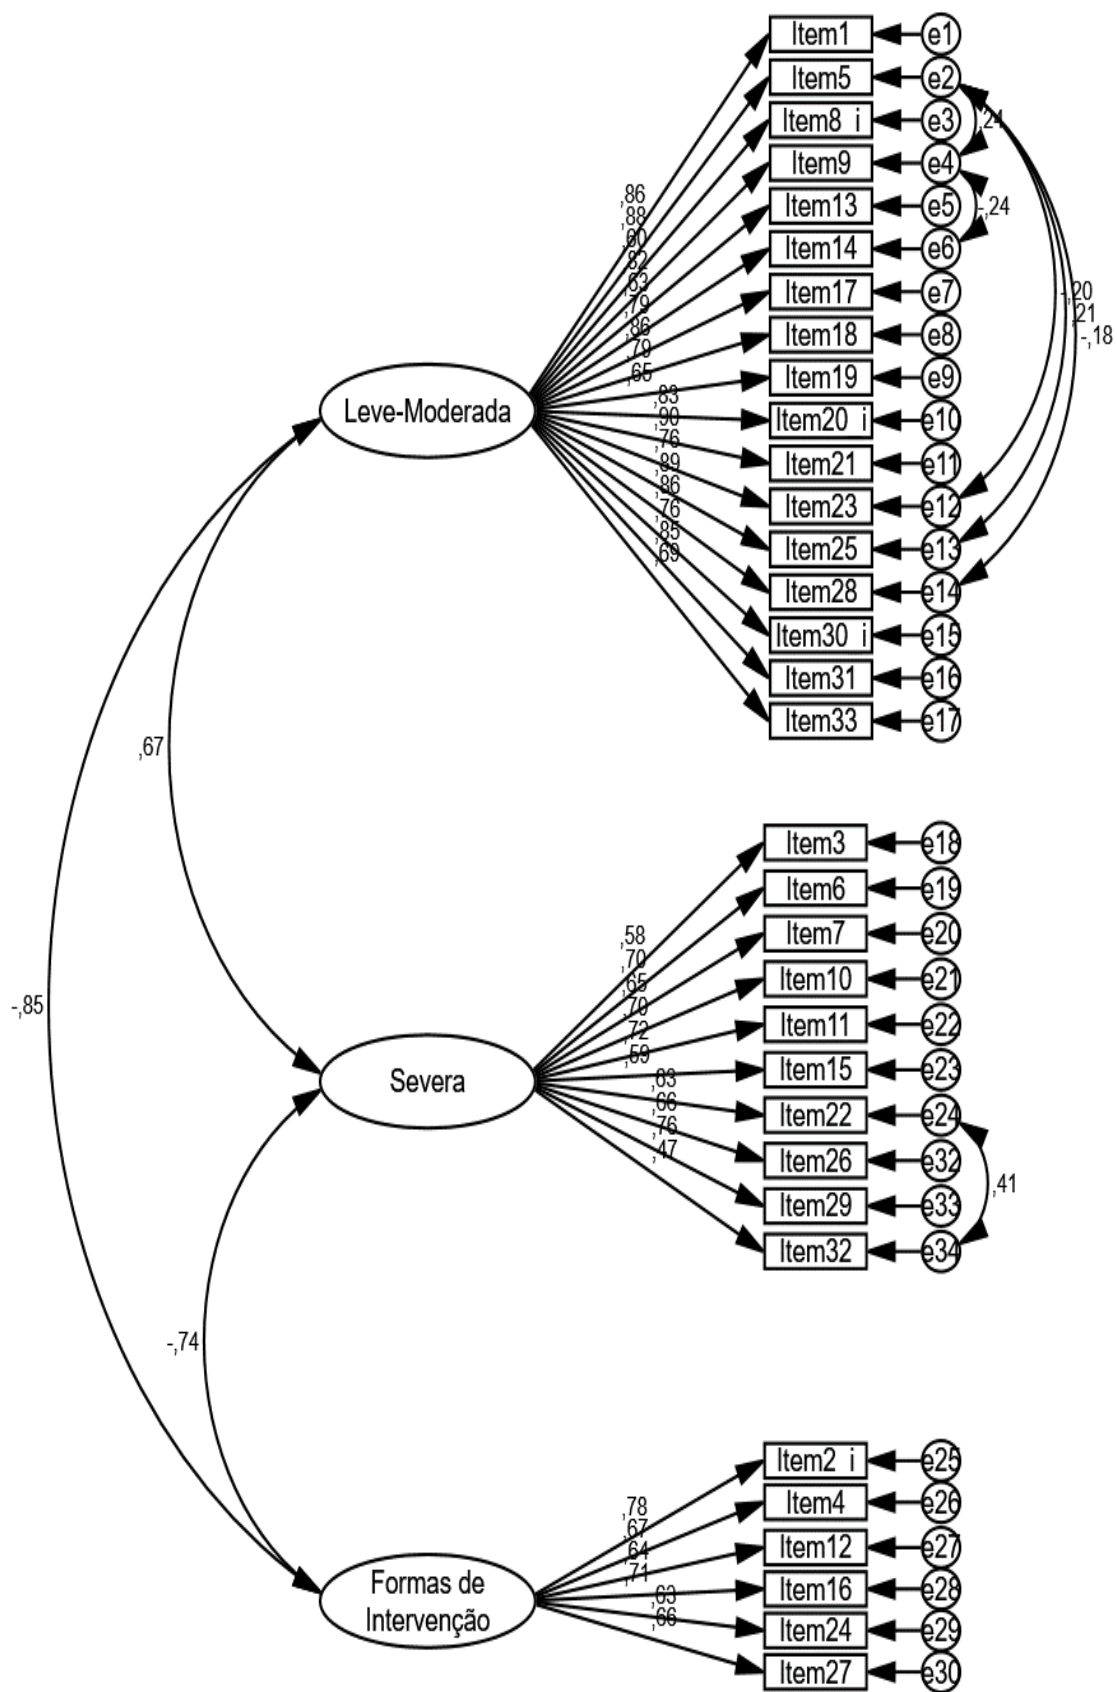 Item1 e1
Item5 e2
Item8_i e3 ,24
Item9 e4
Item13 e5 -,24
Item14 e6
Item17 e7
Item18 e8
Item19 e9
Item20_i e10
Item21 e11
Item23 e12
Item25 e13
Item28 e14
Item30_i e15
Item31 e16
Item33 e17
-,20
,21
-,18
,86
,88
,60
,82
,63
,79
,86
,79
,65
,83
,90
,76
,89
,86
,76
,85
,69
Leve-Moderada
,67
-,85
Item3 e18
Item6 e19
Item7 e20
Item10 e21
Item11 e22
Item15 e23
Item22 e24
Item26 e32
Item29 e33
Item32 e34
,41
,58
,70
,65
,70
,72
,59
,63
,66
,76
,47
Severa
-,74
Item2_i e25
Item4 e26
Item12 e27
Item16 e28
Item24 e29
Item27 e30
,78
,67
,64
,71
,63
,66
Formas de
Intervenção